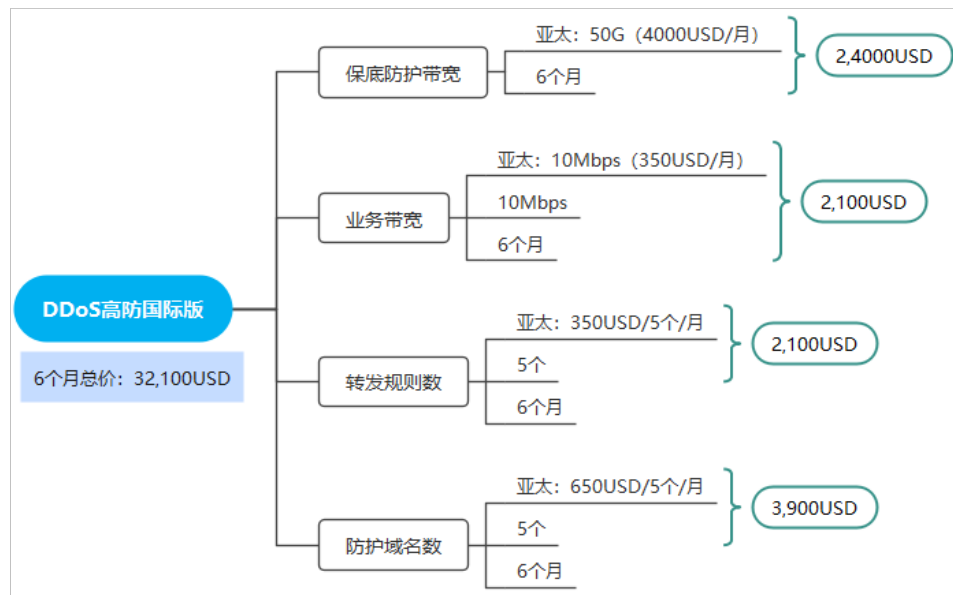 亚太：50G（4000USD/月）
保底防护带宽
6个月
2,4000USD
亚太：10Mbps（350USD/月）
业务带宽
10Mbps
6个月
2,100USD
DDoS高防国际版
6个月总价：32,100USD
亚太：350USD/5个/月
转发规则数
5个
6个月
2,100USD
亚太：650USD/5个/月
防护域名数
5个
6个月
3,900USD